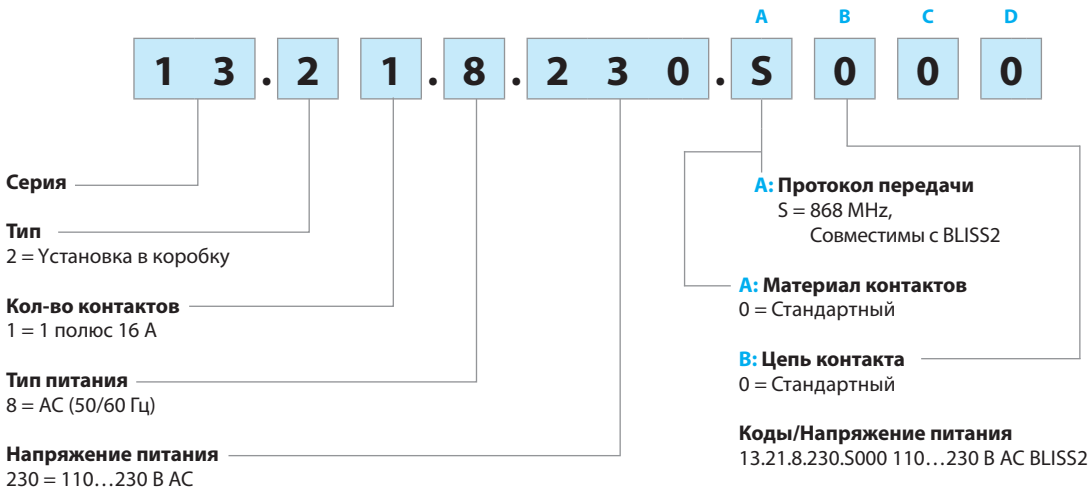 A B C D
1 3 . 2 1 . 8 . 2 3 0 . S 0 0 0
Серия
Тип
2 = Yстановка в коробку
Кол-во контактов
1 = 1 полюс 16 А
Тип питания
8 = AC (50/60 Гц)
Напряжение питания
230 = 110…230 В AC
A: Протокол передачи
S = 868 MHz,
Совместимы с BLISS2
A: Материал контактов
0 = Стандартный
B: Цепь контакта
0 = Стандартный
Коды/Напряжение питания
13.21.8.230.S000 110…230 В AC BLISS2